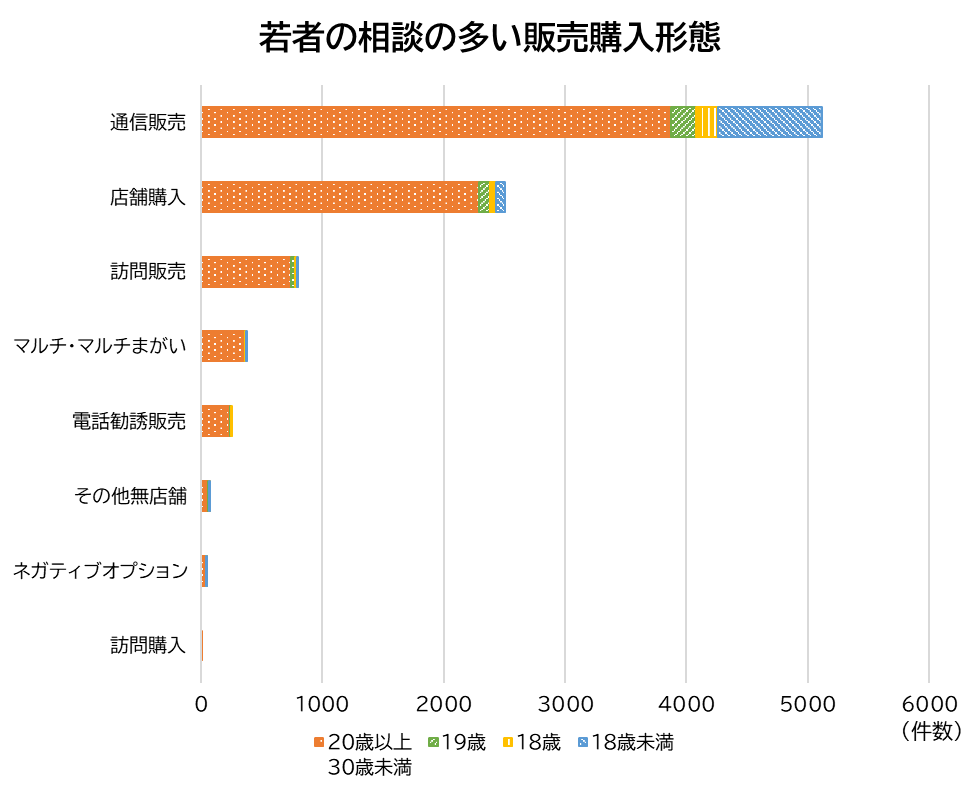 若者の相談の多い販売購入形態
通信販売
店舗購入
訪問販売
マルチ・マルチまがい
電話勧誘販売
その他無店舗
ネガティブオプション
訪問購入
0 1000 2000 3000 4000 5000 6000
（件数）
20歳以上 19歳 18歳 18歳未満
30歳未満